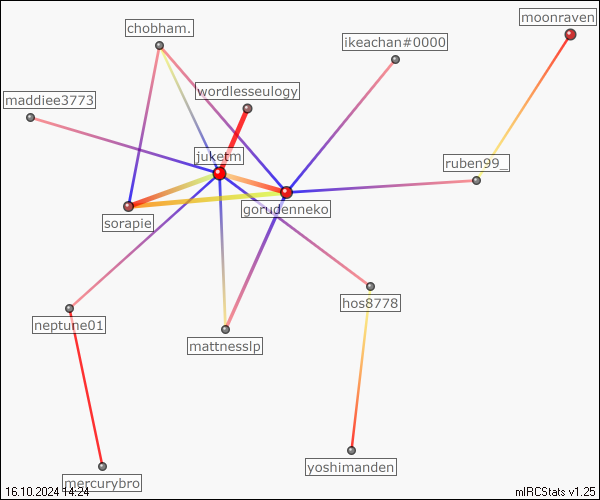 moonraven
chobham.
ikeachan#0000
wordlesseulogy
maddiee3773
juketm
ruben99_
gorudenneko
sorapie
hos8778
neptune01
mattnesslp
yoshimanden
mercurybro
16.10.2024 14:24
mIRCStats v1.25